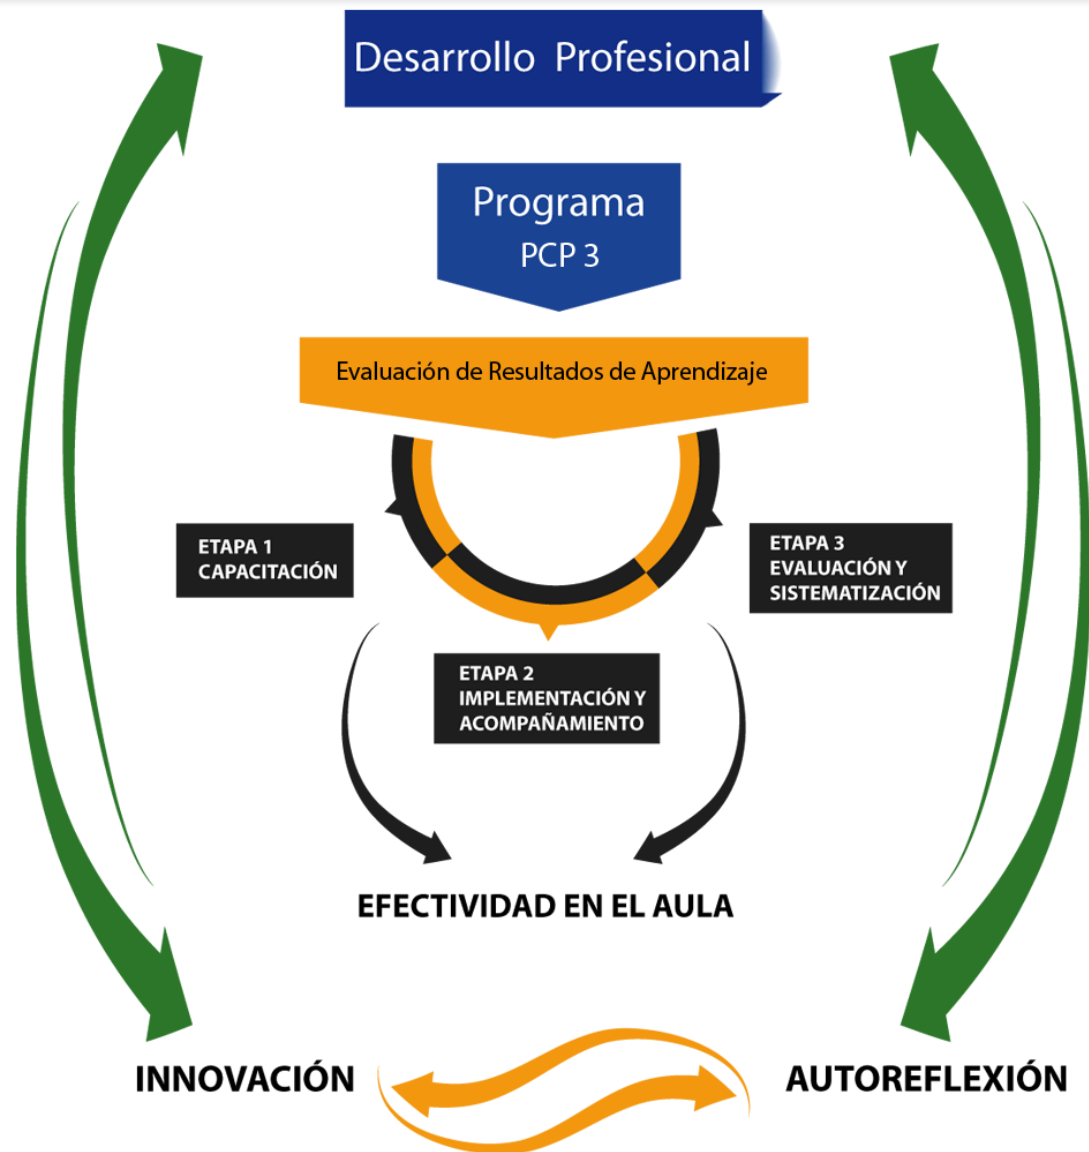 Desarrollo Profesional
Programa
PCP 3
Evaluación de Resultados de Aprendizaje
ETAPA 1
CAPACITACIÓN
ETAPA 3
EVALUACIÓN Y
SISTEMATIZACIÓN
ETAPA 2
IMPLEMENTACIÓN Y
ACOMPAÑAMIENTO
EFECTIVIDAD EN EL AULA
INNOVACIÓN
AUTOREFLEXIÓN